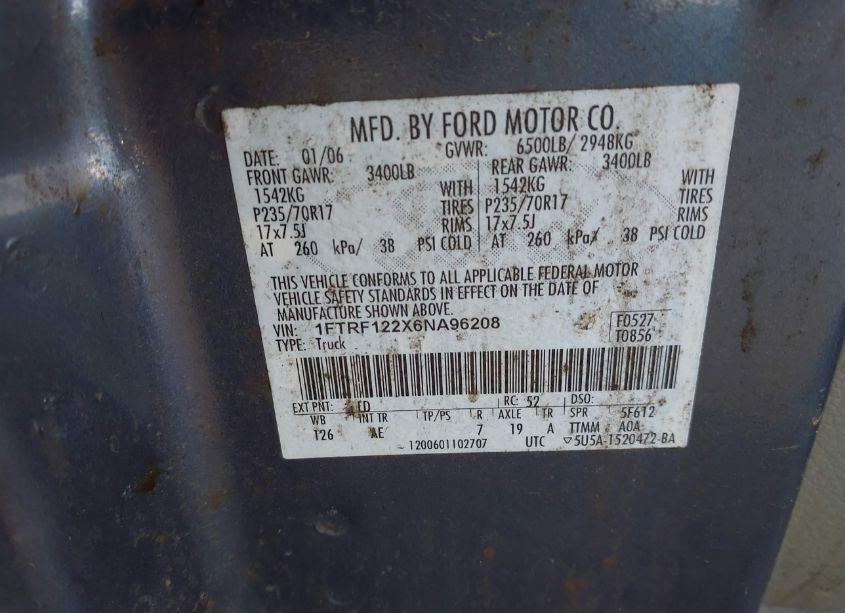 MFD. BY FORD MOTOR CO.
DATE: 01/06 GVWR: 6500LB/ 2948KG
FRONT GAWR: 3400LB REAR GAWR: 3400LB
1542KG WITH 1542KG WITH
P235/70R17 TIRES P235/70R17 TIRES
17x7.5J RIMS 17x7.5J RIMS
AT 260 kPa/ 38 PSI COLD AT 260 kPa/ 38 PSI COLD
THIS VEHICLE CONFORMS TO ALL APPLICABLE FEDERAL MOTOR
VEHICLE SAFETY STANDARDS IN EFFECT ON THE DATE OF
MANUFACTURE SHOWN ABOVE.
VIN: 1FTRF122X6NA96208 F0527
TYPE: Truck T0856
EXT PNT: RC: 52 DSO:
WB INT TR TP/PS R AXLE TR SPR 5F612
126 AE 7 19 A TTMM A0A
1200601102707 UTC ▽5U5A-1520472-BA